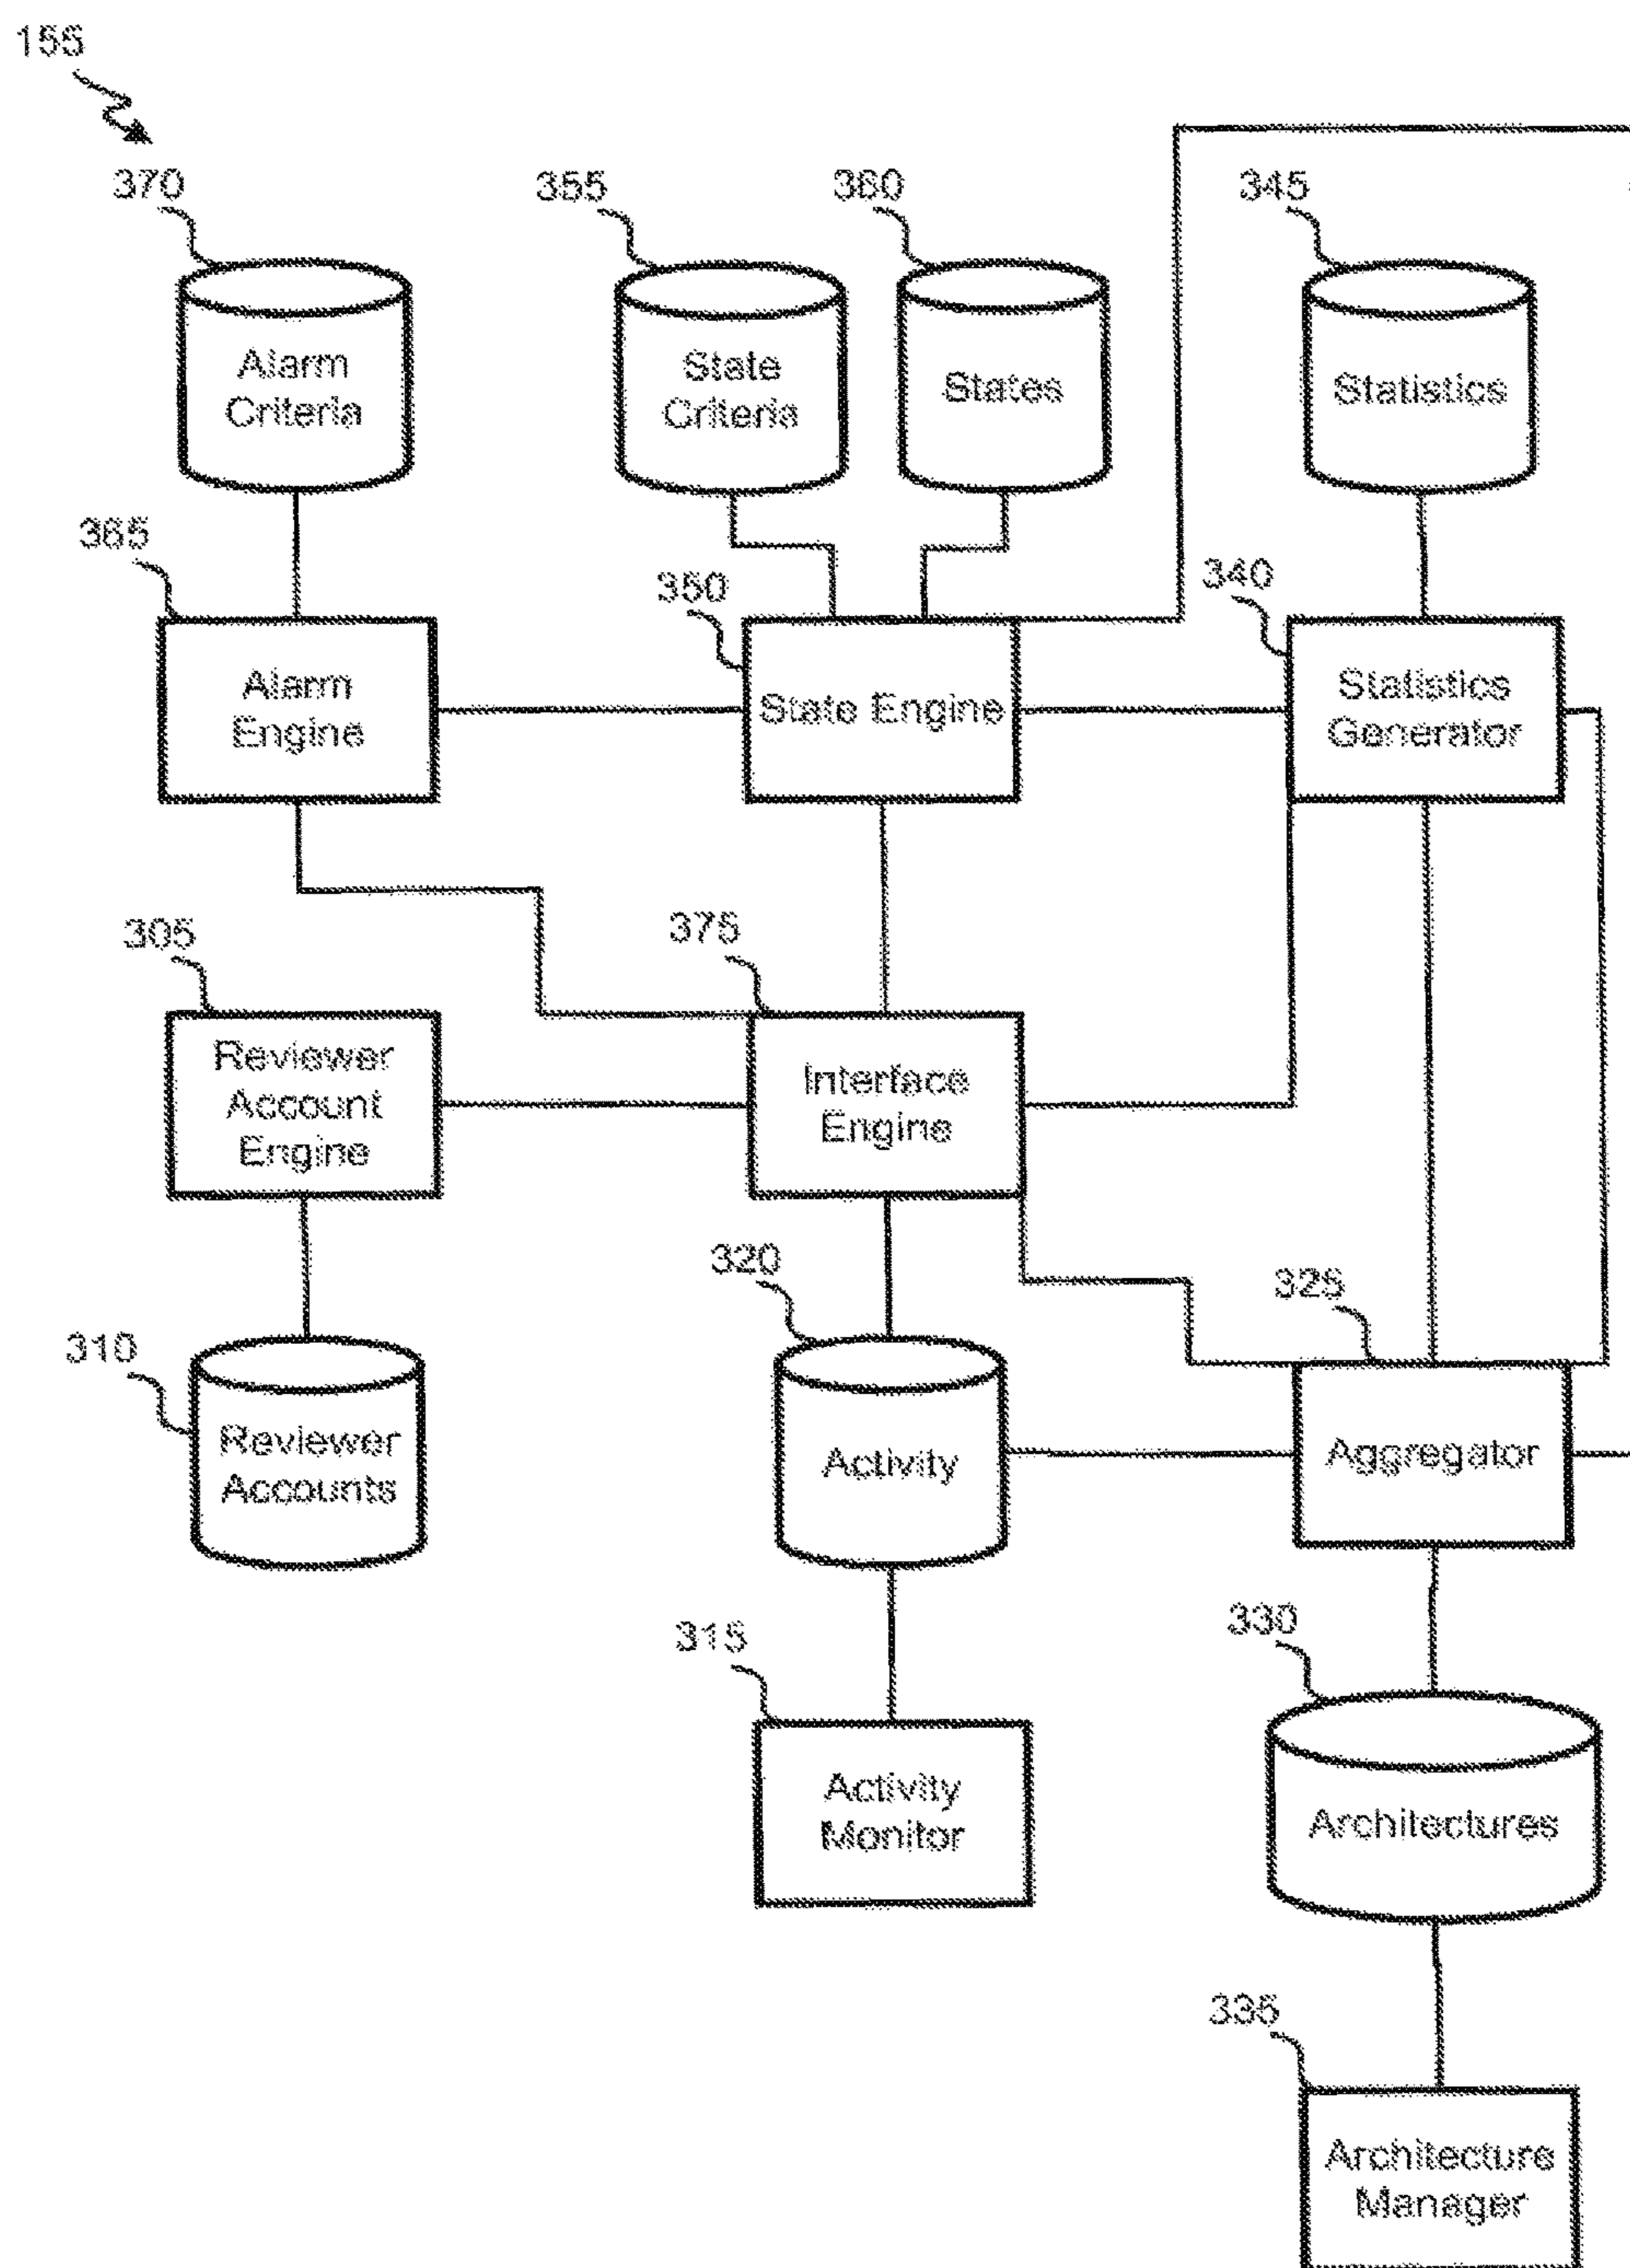 155
370
355
360
345
Alarm
Criteria
State
Criteria
States
Statistics
365
350
340
Alarm
Engine
State Engine
Statistics
Generator
305
375
Reviewer
Account
Engine
Interface
Engine
320
325
310
Reviewer
Accounts
Activity
Aggregator
315
330
Activity
Monitor
Architectures
335
Architecture
Manager